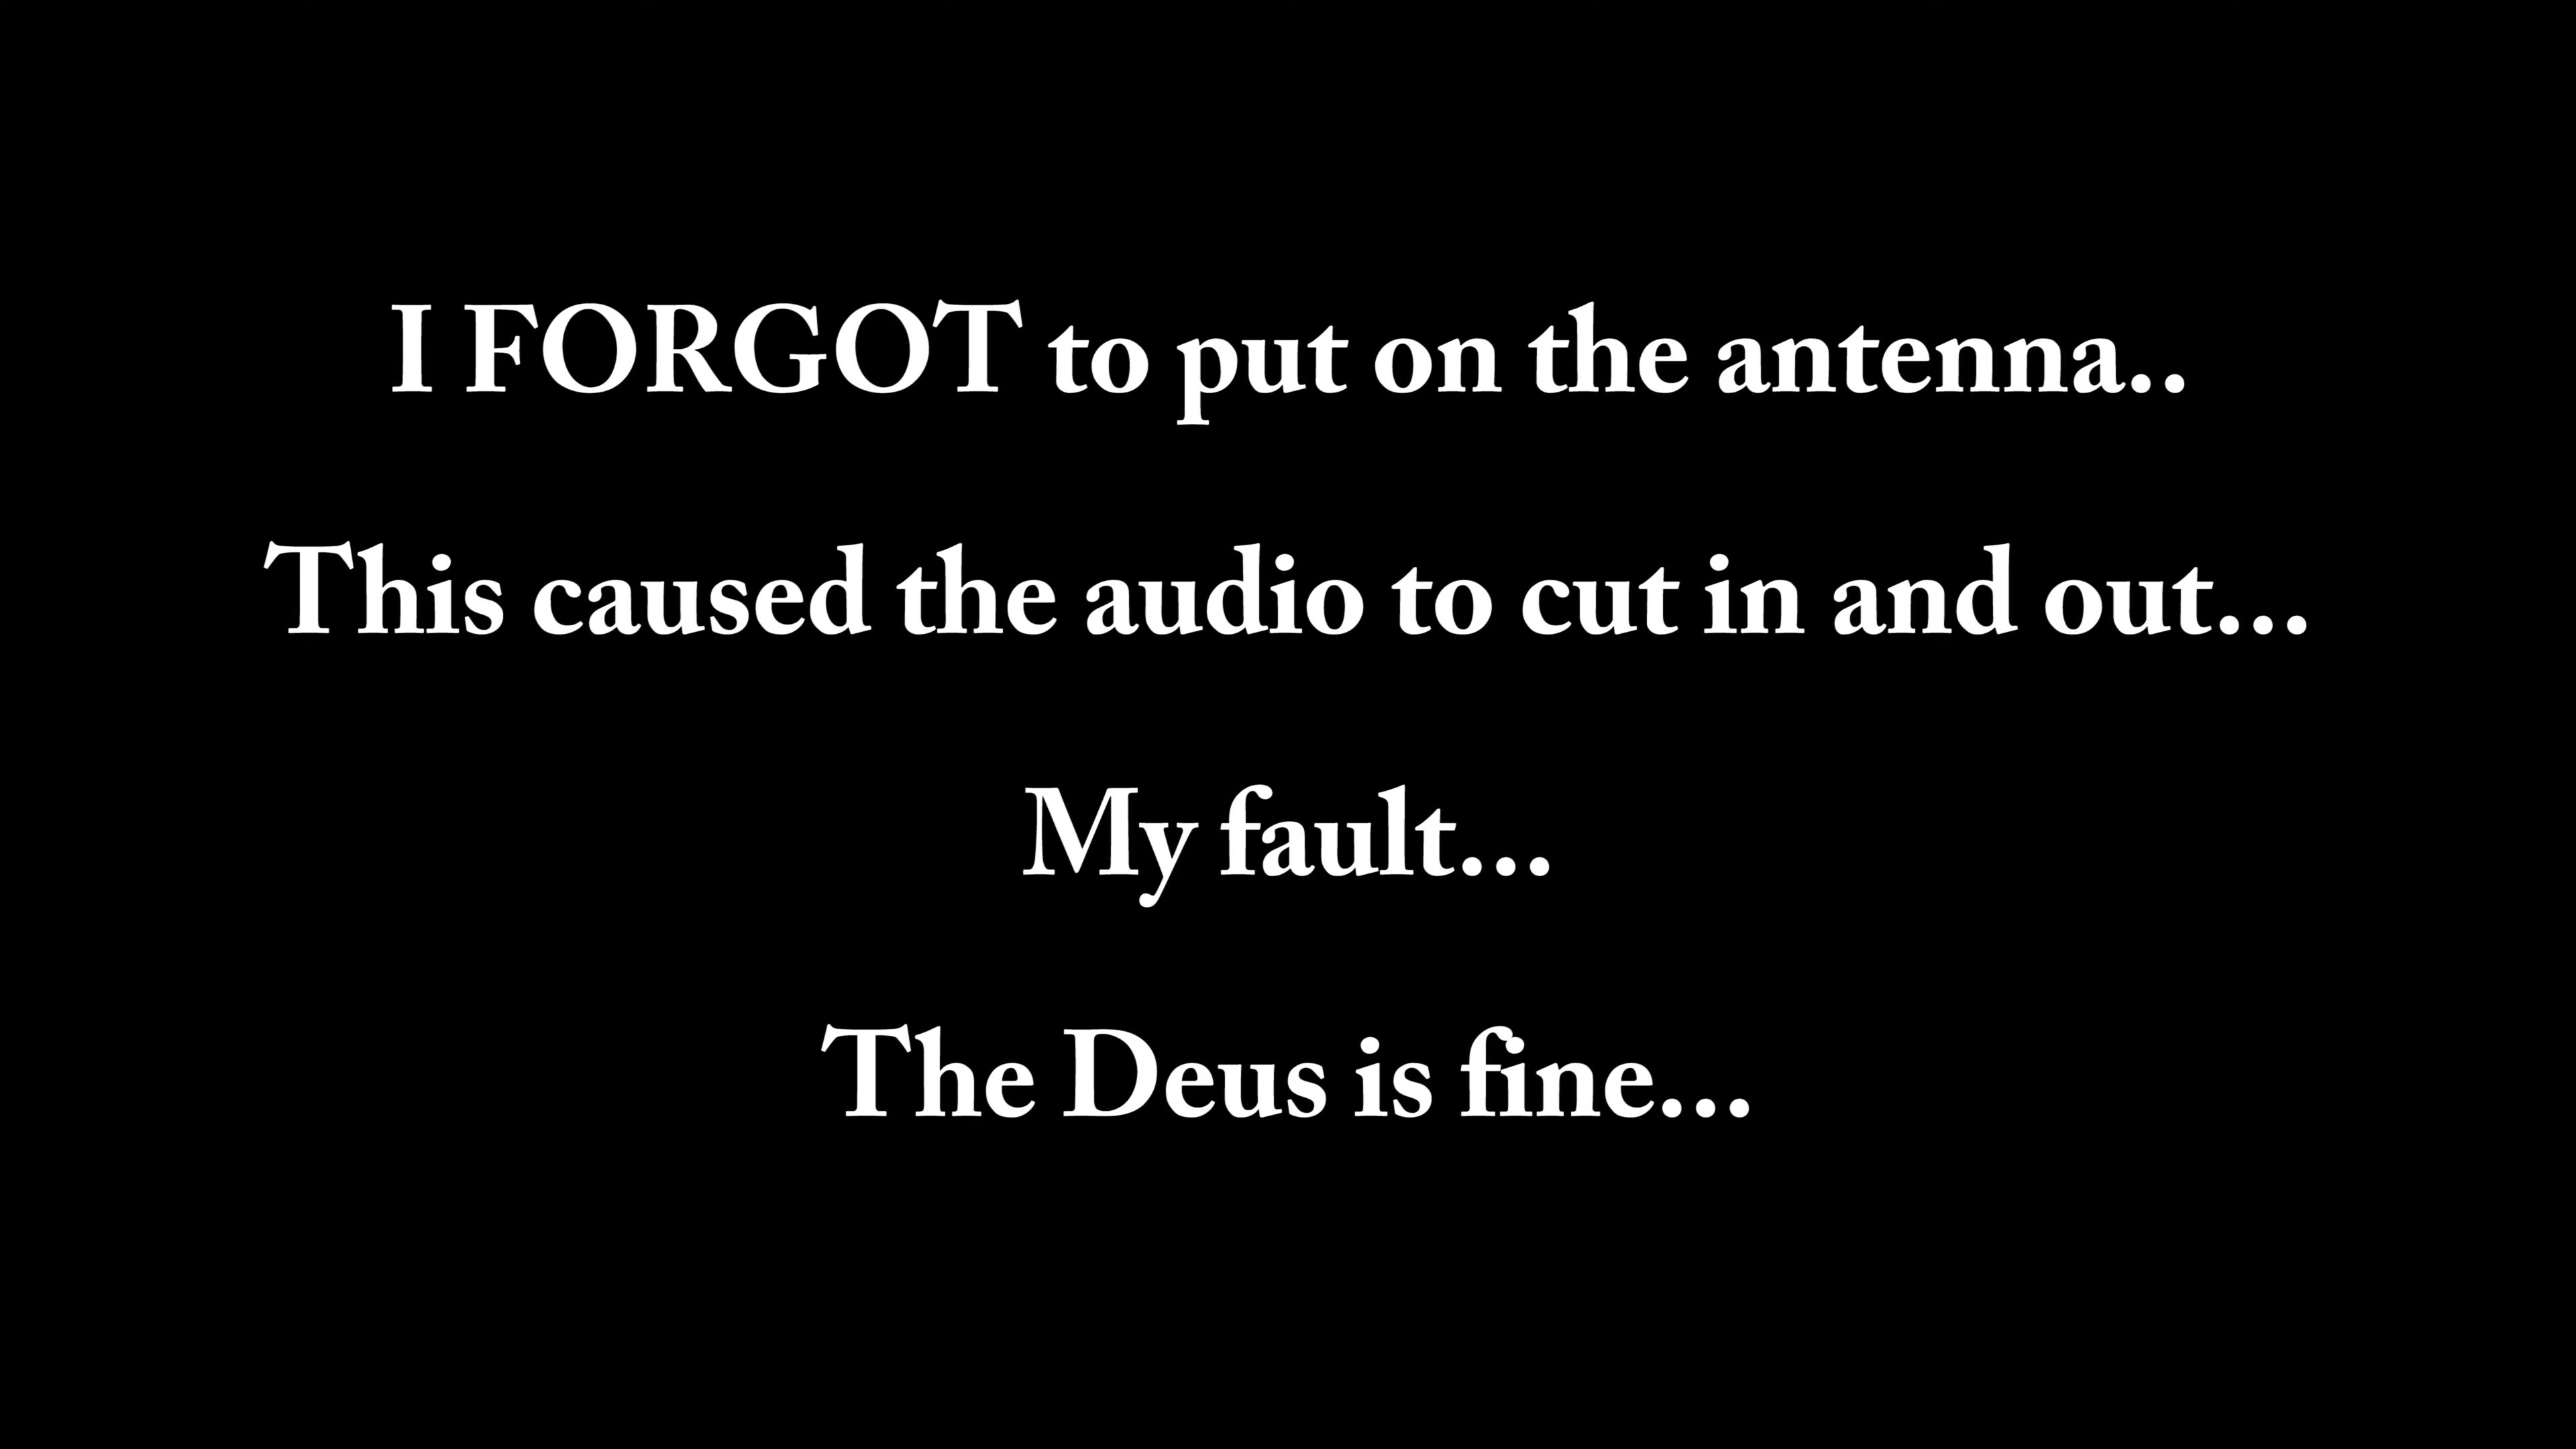 I FORGOT to put on the antenna..
This caused the audio to cut in and out...
My fault...
The Deus is fine...